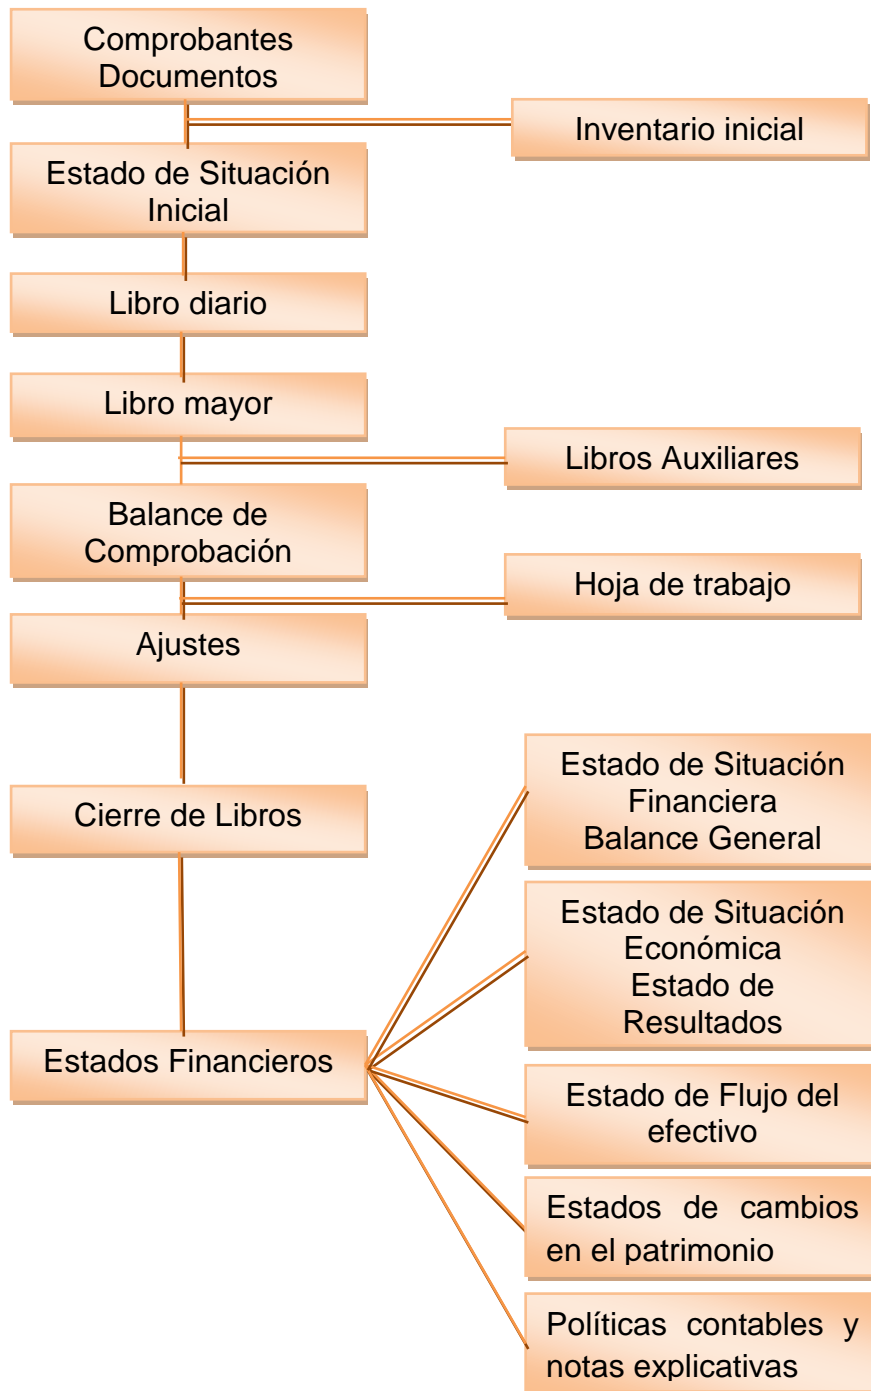 Comprobantes
Documentos
Inventario inicial
Estado de Situación
Inicial
Libro diario
Libro mayor
Libros Auxiliares
Balance de
Comprobación
Hoja de trabajo
Ajustes
Cierre de Libros
Estados Financieros
Estado de Situación
Financiera
Balance General
Estado de Situación
Económica
Estado de
Resultados
Estado de Flujo del
efectivo
Estados de cambios
en el patrimonio
Políticas contables y
notas explicativas